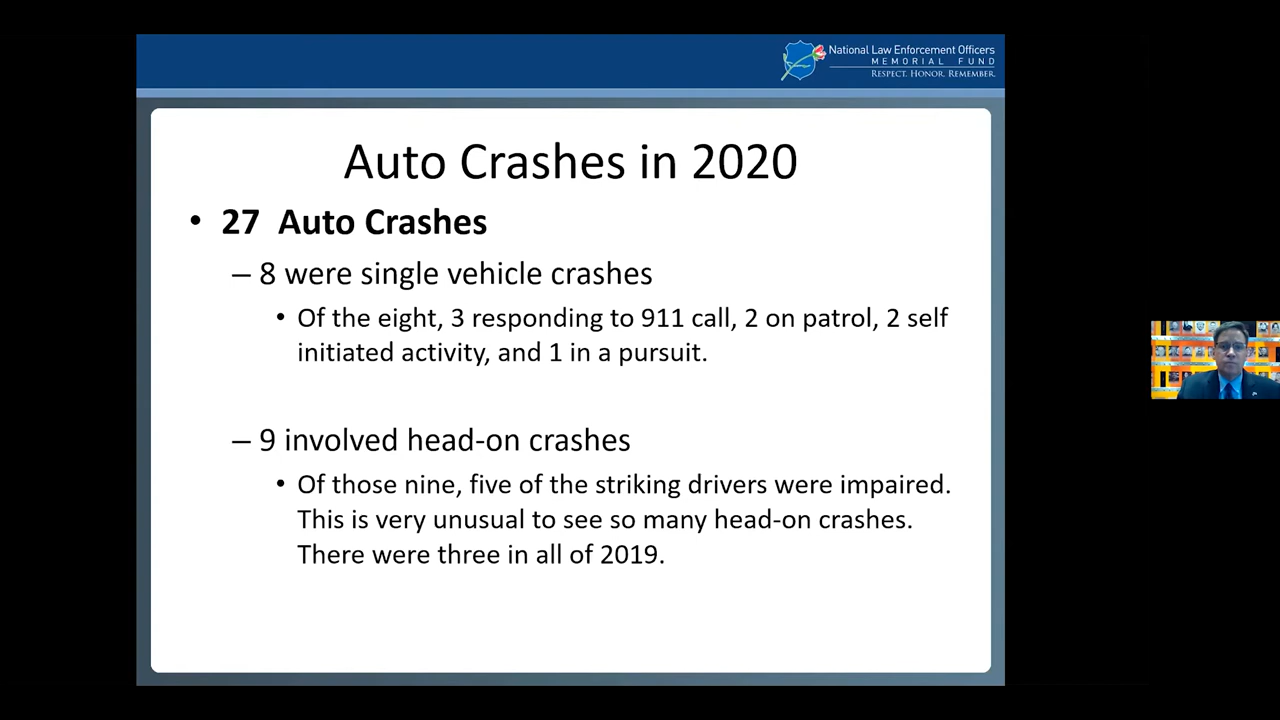 National Law Enforcement Officers
MEMORIAL FUND
RESPECT. HONOR. REMEMBER.
Auto Crashes in 2020
• 27 Auto Crashes
– 8 were single vehicle crashes
• Of the eight, 3 responding to 911 call, 2 on patrol, 2 self
initiated activity, and 1 in a pursuit.
– 9 involved head-on crashes
• Of those nine, five of the striking drivers were impaired.
This is very unusual to see so many head-on crashes.
There were three in all of 2019.